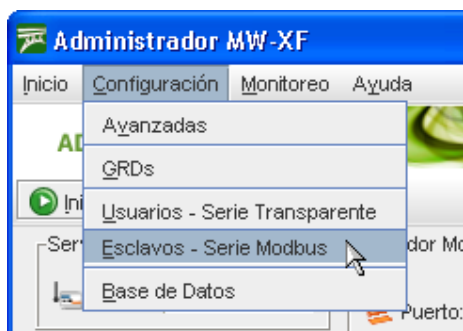 Administrador MW-XF
Inicio Configuración Monitoreo Ayuda
Avanzadas
GRDs
Usuarios - Serie Transparente
Esclavos - Serie Modbus
Base de Datos
Puerto: